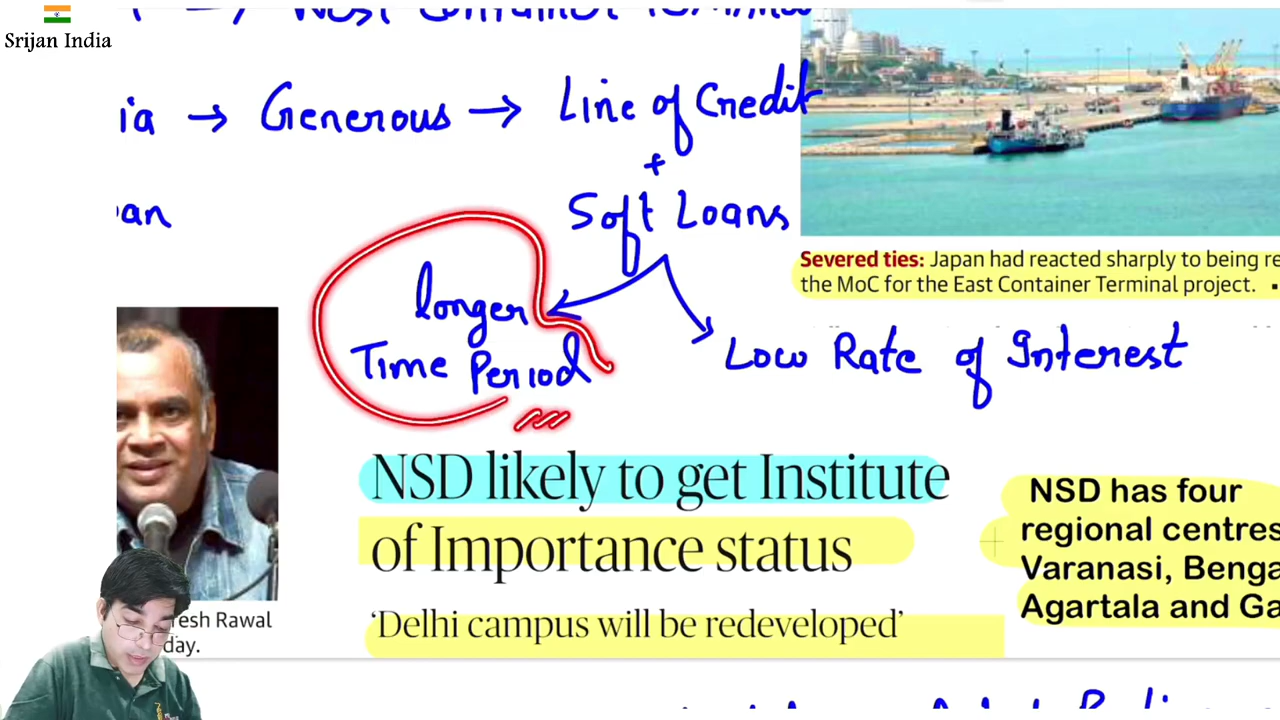 Srijan India
West Container Terminal
ia → Generous → Line of Credit
+
an
Soft Loans
longer
Time Period
Low Rate of Interest
Severed ties: Japan had reacted sharply to being re
the MoC for the East Container Terminal project.
NSD likely to get Institute
of Importance status
'Delhi campus will be redeveloped'
NSD has four
regional centres
Varanasi, Benga
Agartala and Ga
resh Rawal
day.